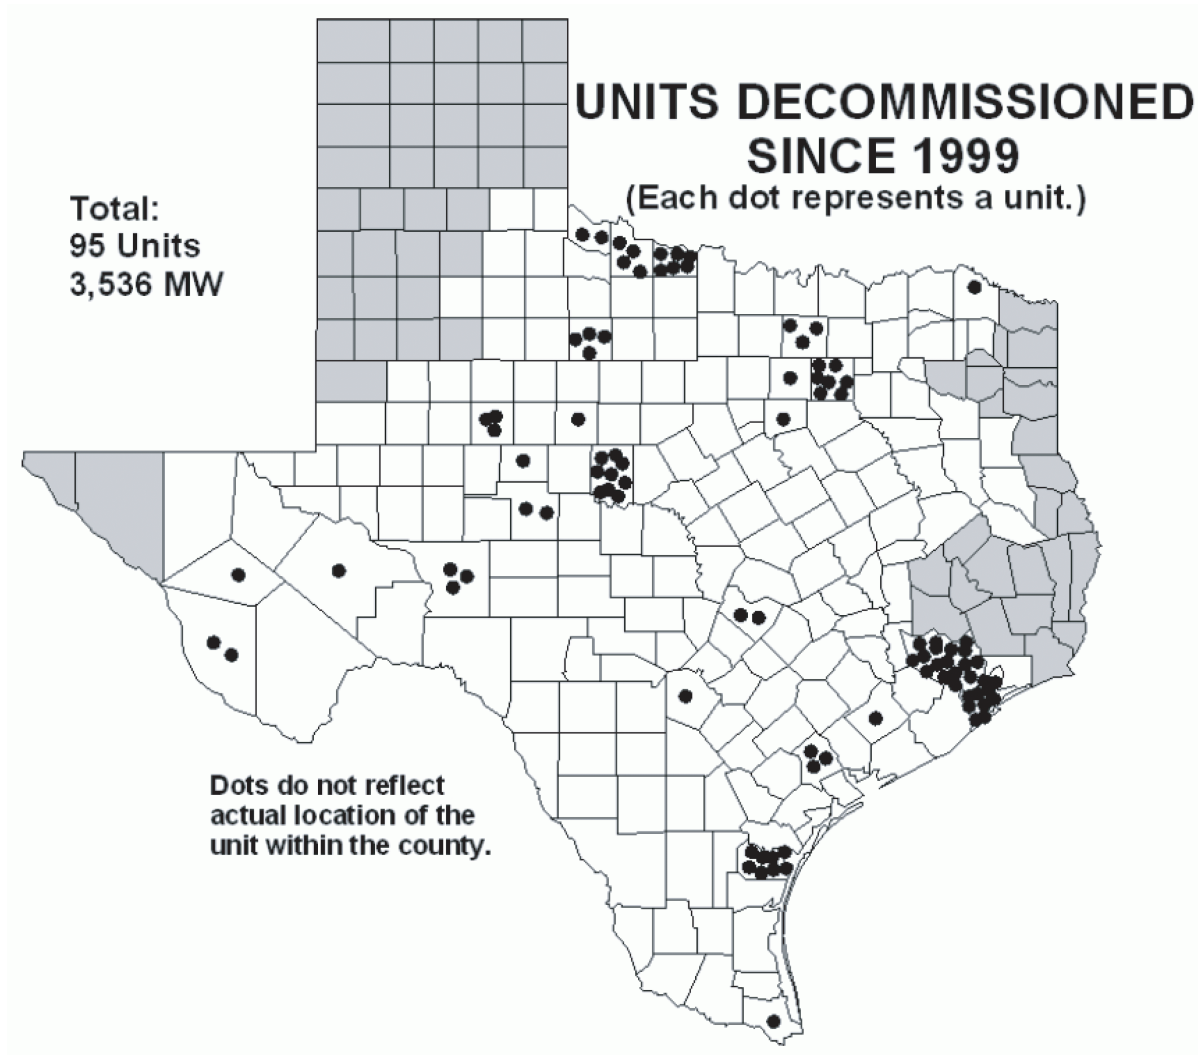 UNITS DECOMMISSIONED
SINCE 1999
(Each dot represents a unit.)
Total:
95 Units
3,536 MW
Dots do not reflect
actual location of the
unit within the county.